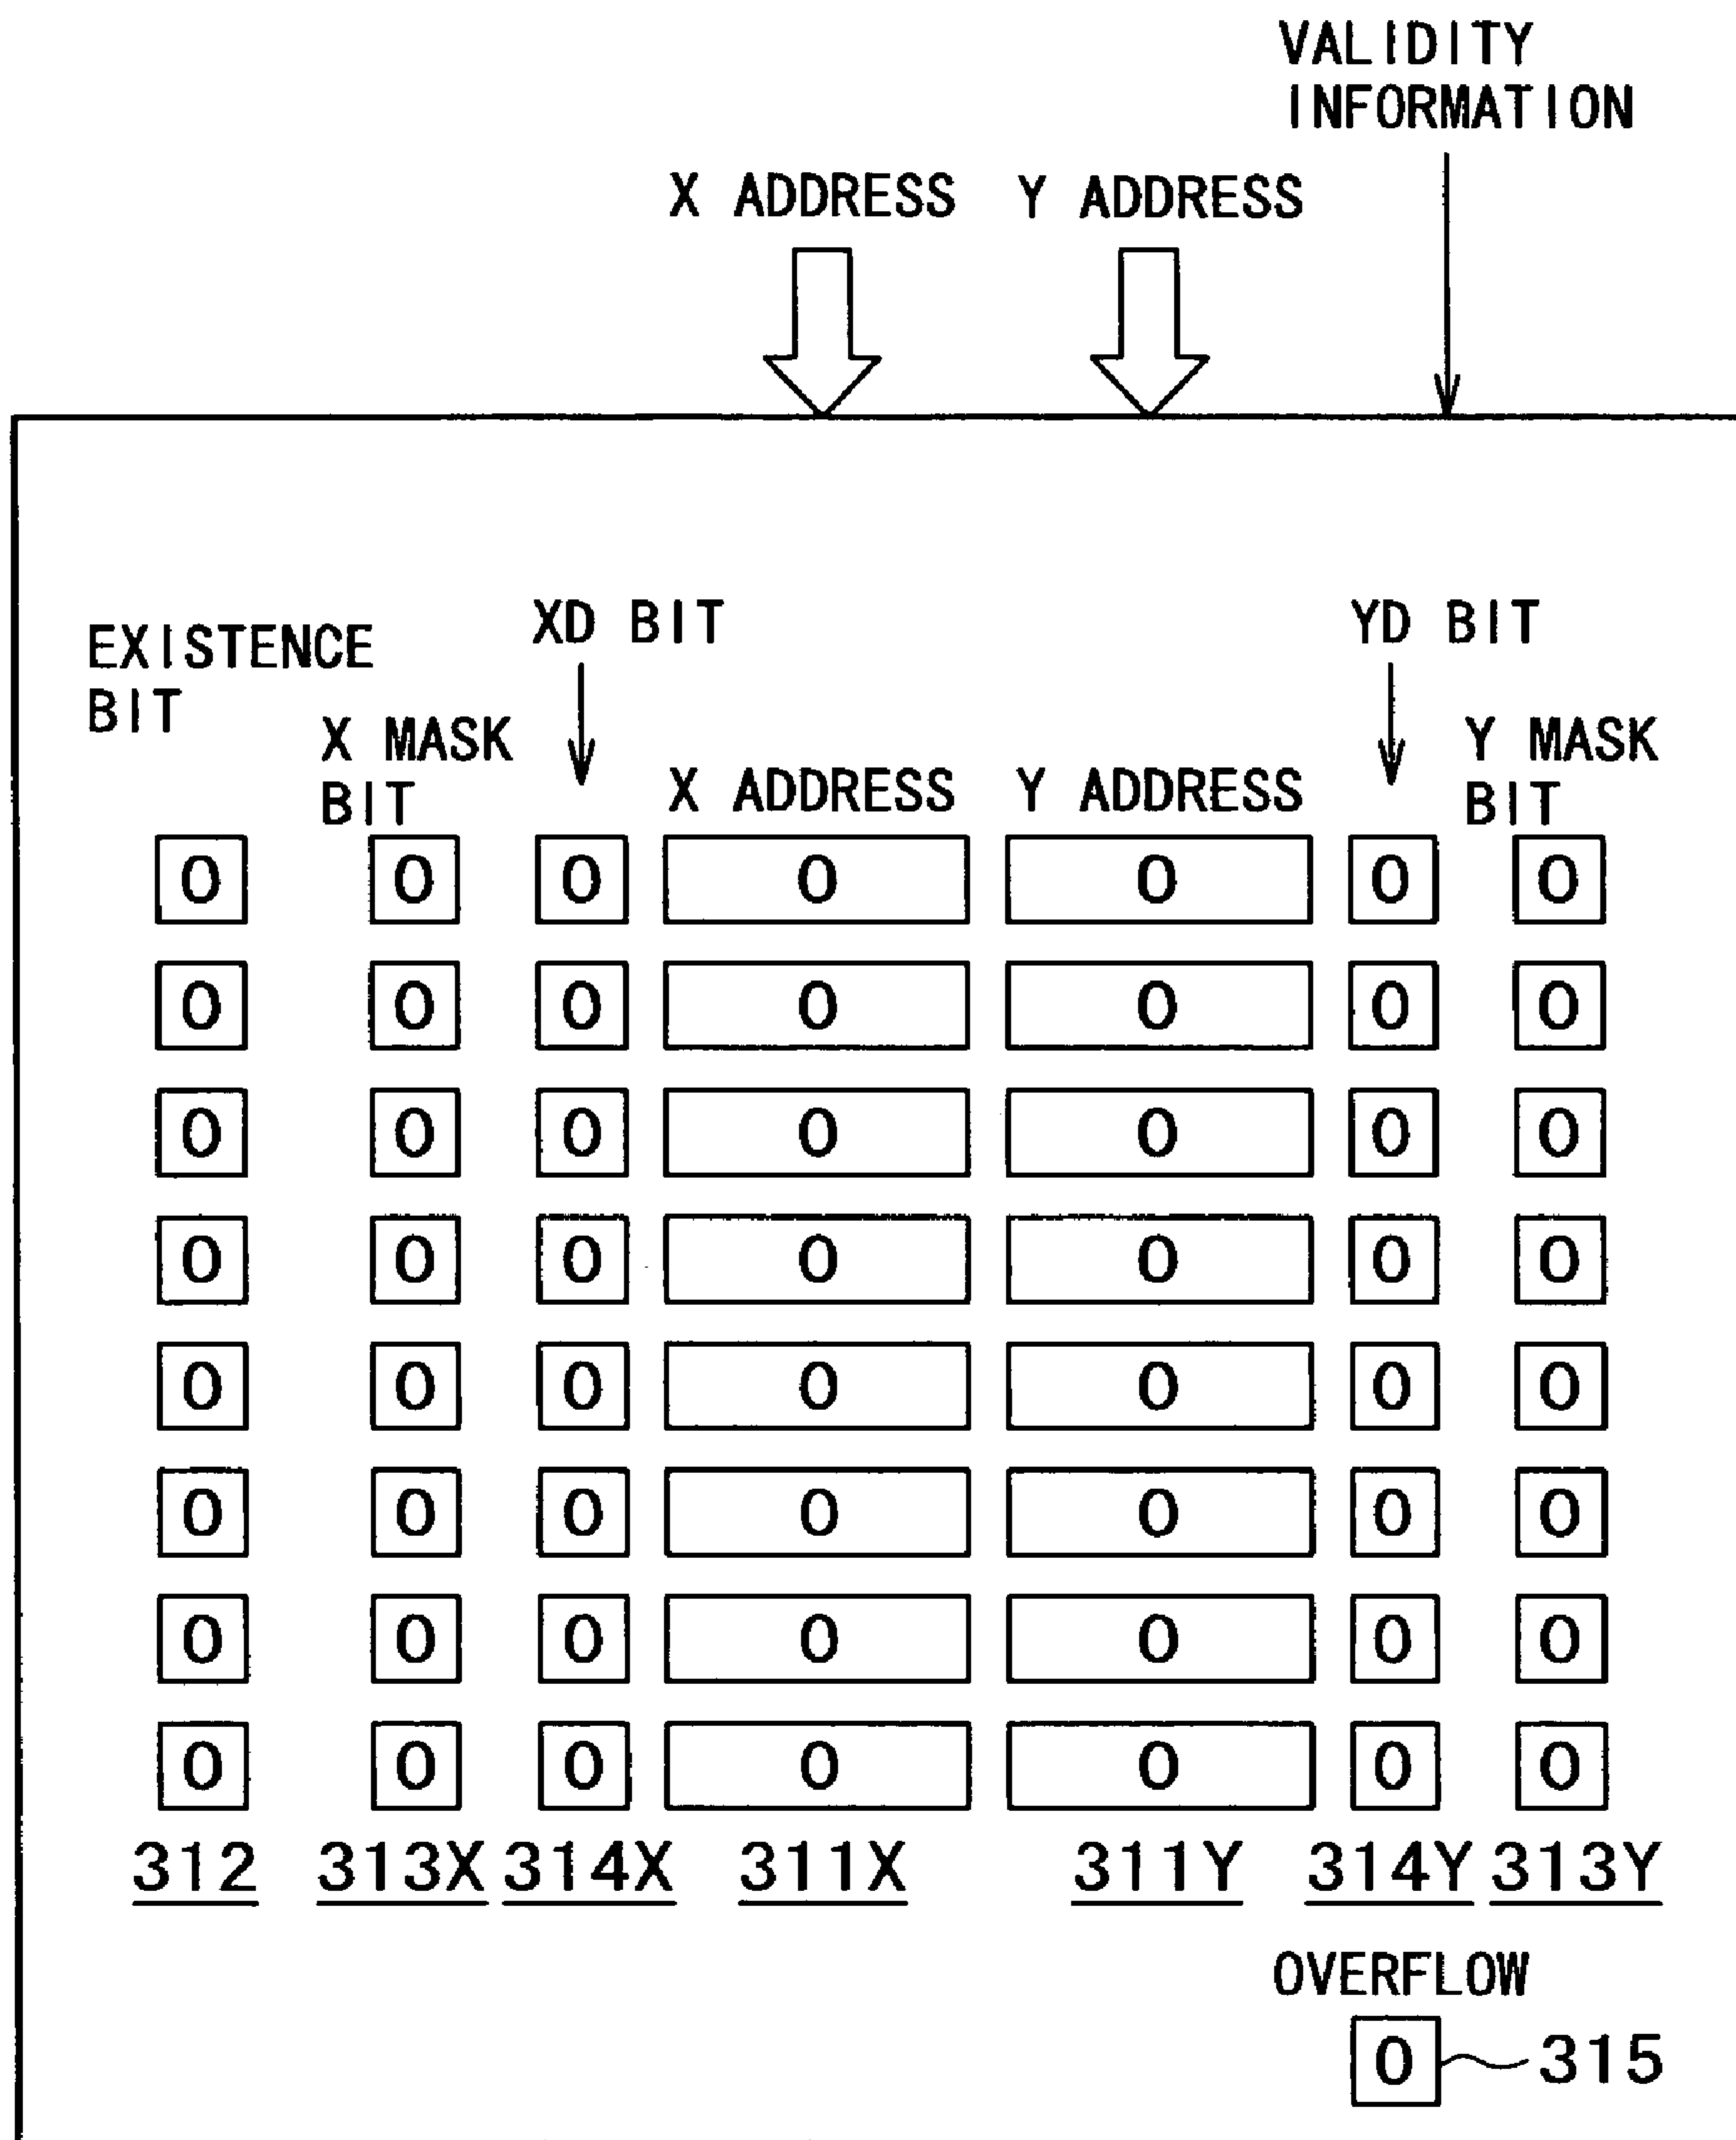 VALIDITY
INFORMATION
X ADDRESS Y ADDRESS
XD BIT YD BIT
EXISTENCE
BIT
X MASK
BIT
X ADDRESS Y ADDRESS
Y MASK
BIT
0 0 0 0 0 0 0
0 0 0 0 0 0 0
0 0 0 0 0 0 0
0 0 0 0 0 0 0
0 0 0 0 0 0 0
0 0 0 0 0 0 0
0 0 0 0 0 0 0
0 0 0 0 0 0 0
312 313X 314X 311X 311Y 314Y 313Y
OVERFLOW
0 315